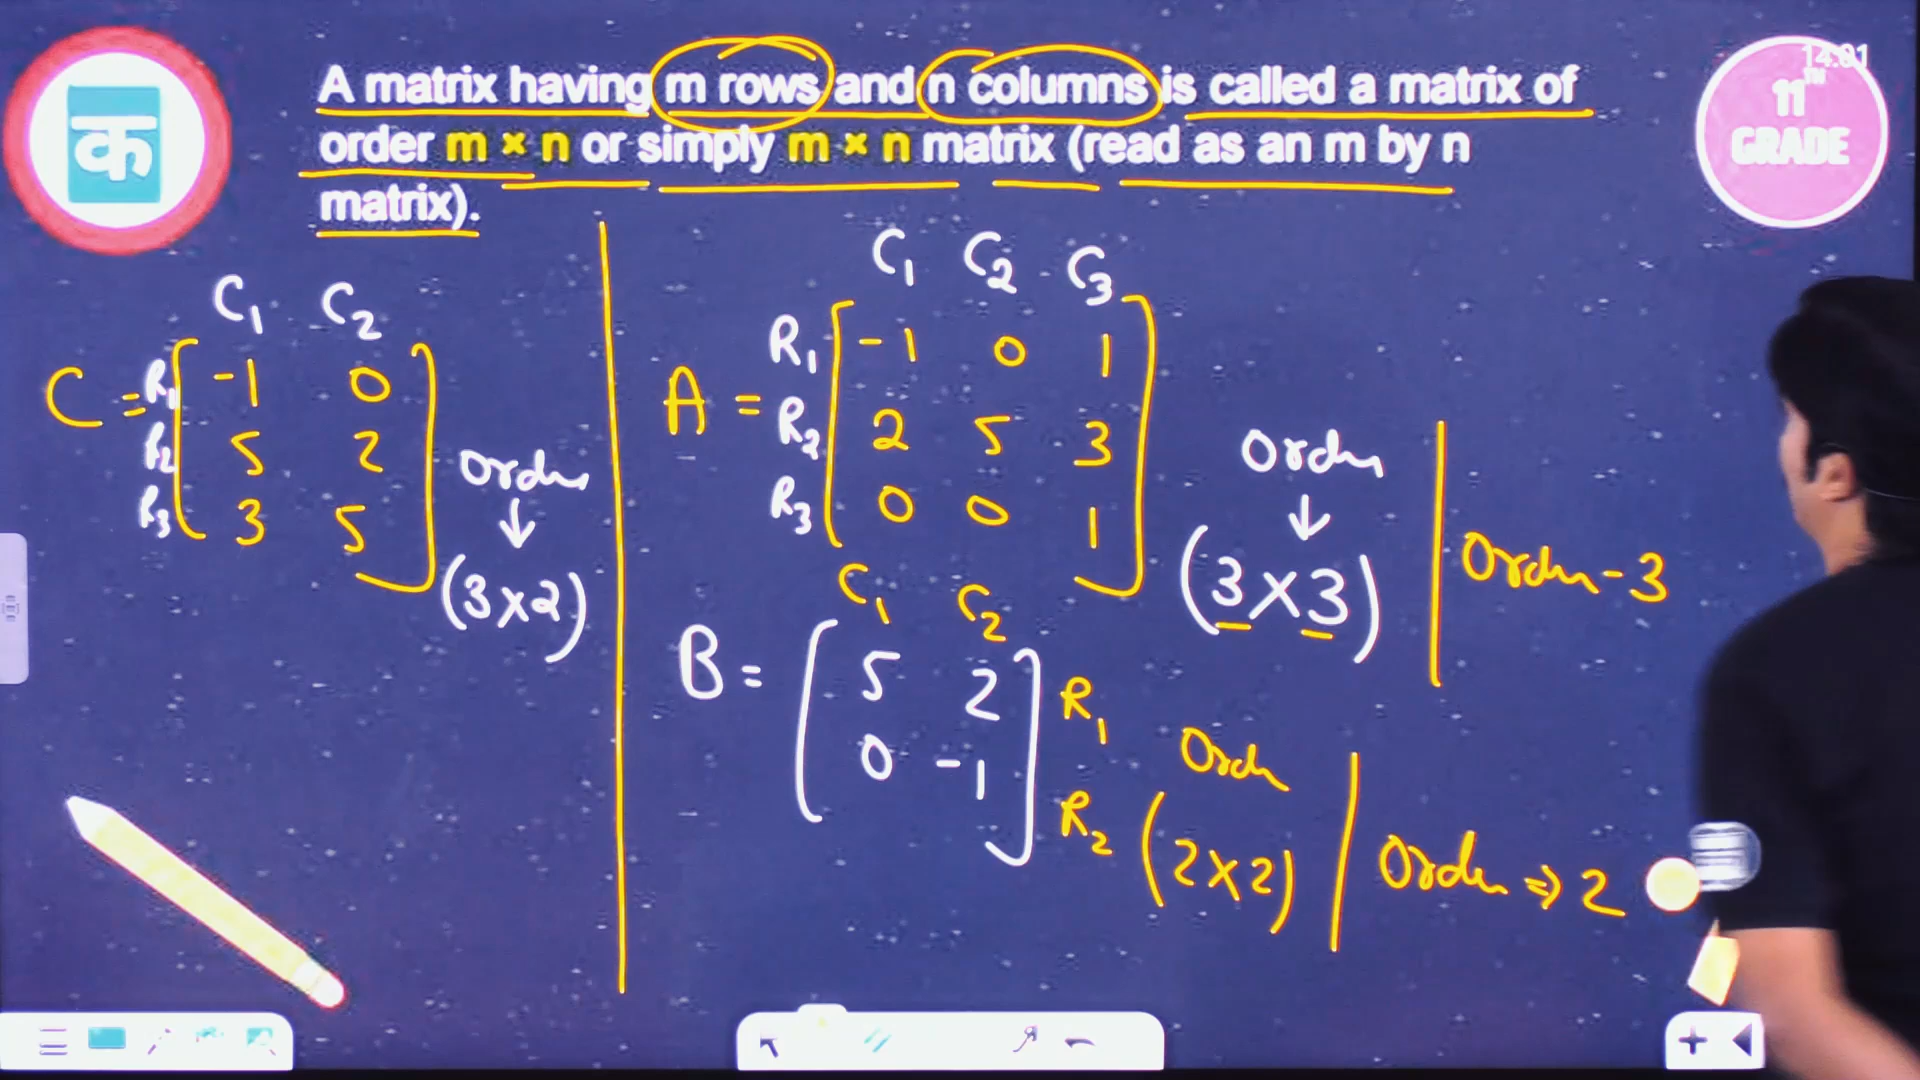 क
14:01
11TH
GRADE
A matrix having m rows and n columns is called a matrix of
order m × n or simply m × n matrix (read as an m by n
matrix).
C1 C2
C =
R1 -1 0
R2 5 2
R3 3 5
Order
↓
(3×2)
C1 C2 C3
A =
R1 -1 0 1
R2 2 5 3
R3 0 0 1
Order
↓
(3×3)
Order-3
C1 C2
B =
5 2 R1
0 -1 R2
Order
(2×2)
Order ⇒ 2